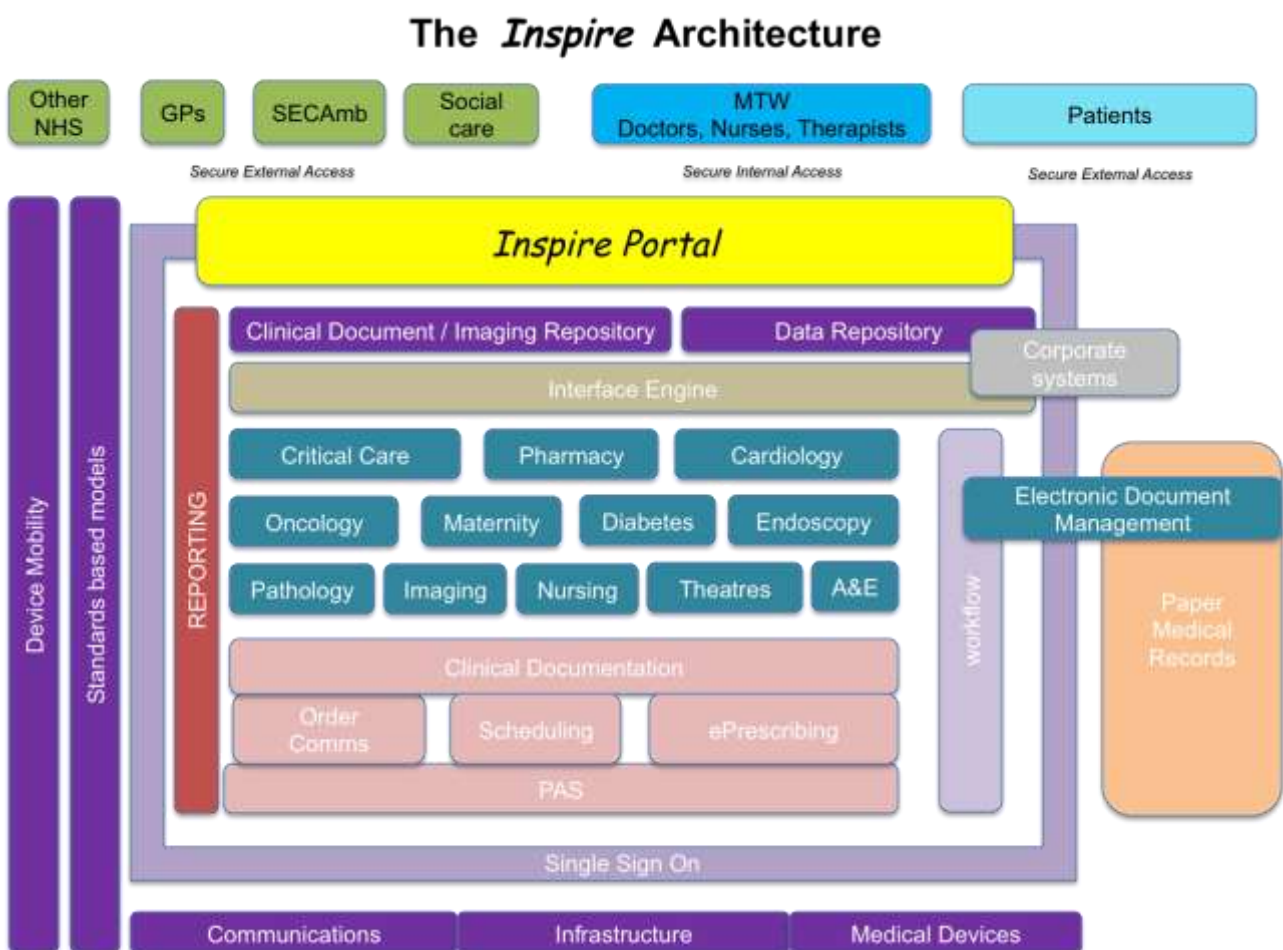 The Inspire Architecture
Other
NHS
GPs
SECAmb
Social
care
MTW
Doctors, Nurses, Therapists
Patients
Secure External Access
Secure Internal Access
Secure External Access
Inspire Portal
Clinical Document / Imaging Repository
Data Repository
Corporate
systems
Interface Engine
Critical Care
Pharmacy
Cardiology
Electronic Document
Management
Oncology
Maternity
Diabetes
Endoscopy
Pathology
Imaging
Nursing
Theatres
A&E
Paper
Medical
Records
Device Mobility
Standards based models
REPORTING
workflow
Clinical Documentation
Order
Comms
Scheduling
ePrescribing
PAS
Single Sign On
Communications
Infrastructure
Medical Devices